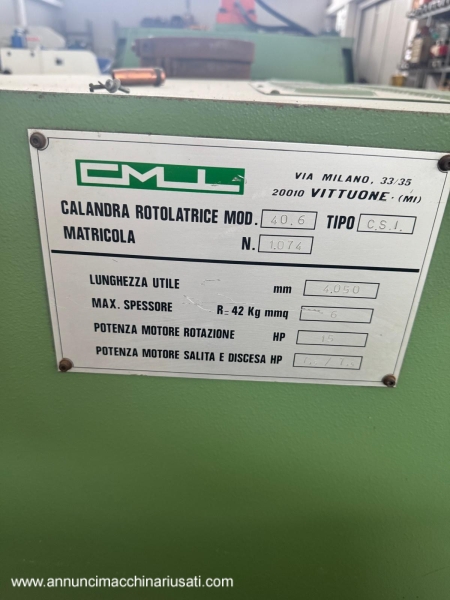 CMLL
VIA MILANO, 33/35
20010 VITTUONE - (MI)
CALANDRA ROTOLATRICE MOD. 40.6 TIPO C.S.I.
MATRICOLA N. 1.074
LUNGHEZZA UTILE mm 4.050
MAX. SPESSORE R= 42 Kg mmq 6
POTENZA MOTORE ROTAZIONE HP 15
POTENZA MOTORE SALITA E DISCESA HP
www.annuncimacchinariusati.com